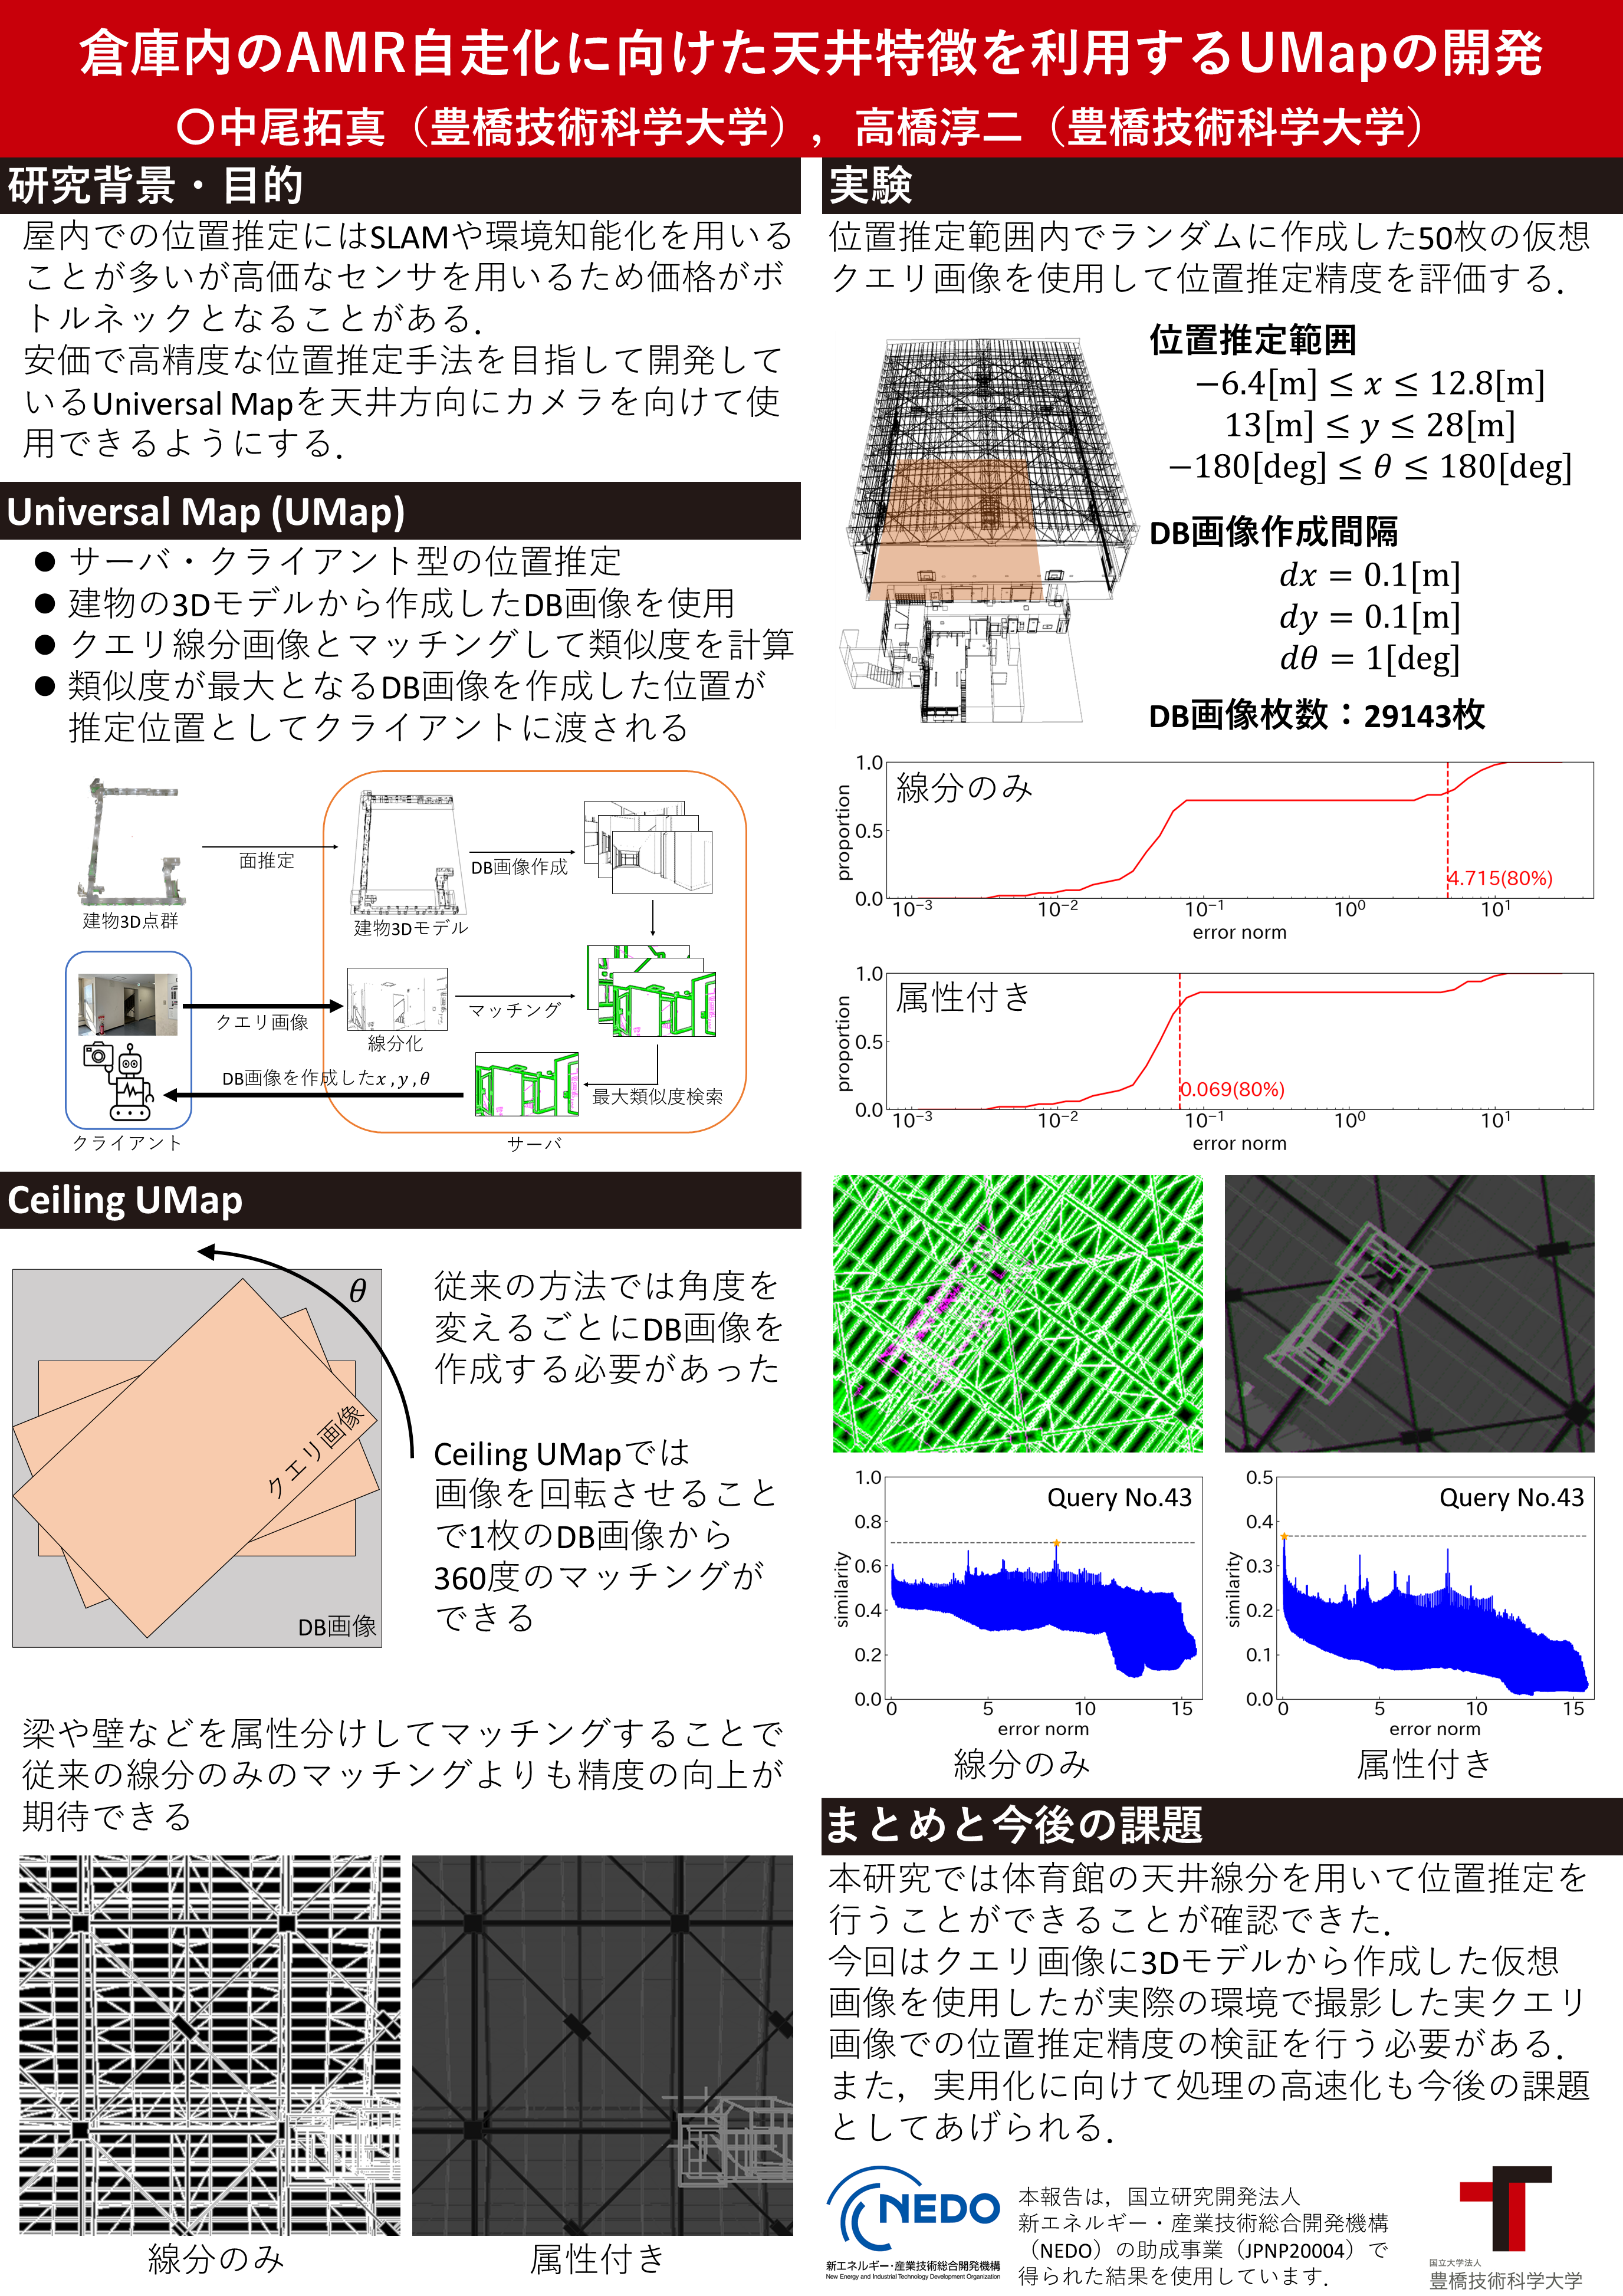 倉庫内のAMR自走化に向けた天井特徴を利用するUMapの開発
〇中尾拓真（豊橋技術科学大学），高橋淳二（豊橋技術科学大学）
研究背景・目的
屋内での位置推定にはSLAMや環境知能化を用いる
ことが多いが高価なセンサを用いるため価格がボ
トルネックとなることがある．
安価で高精度な位置推定手法を目指して開発して
いるUniversal Mapを天井方向にカメラを向けて使
用できるようにする．
Universal Map (UMap)
● サーバ・クライアント型の位置推定
● 建物の3Dモデルから作成したDB画像を使用
● クエリ線分画像とマッチングして類似度を計算
● 類似度が最大となるDB画像を作成した位置が
推定位置としてクライアントに渡される
面推定
DB画像作成
建物3D点群
建物3Dモデル
クエリ画像
マッチング
線分化
DB画像を作成したx , y , θ
最大類似度検索
クライアント
サーバ
Ceiling UMap
θ
クエリ画像
DB画像
従来の方法では角度を
変えるごとにDB画像を
作成する必要があった
Ceiling UMapでは
画像を回転させること
で1枚のDB画像から
360度のマッチングが
できる
梁や壁などを属性分けしてマッチングすることで
従来の線分のみのマッチングよりも精度の向上が
期待できる
線分のみ
属性付き
実験
位置推定範囲内でランダムに作成した50枚の仮想
クエリ画像を使用して位置推定精度を評価する．
位置推定範囲
−6.4[m] ≤ x ≤ 12.8[m]
13[m] ≤ y ≤ 28[m]
−180[deg] ≤ θ ≤ 180[deg]
DB画像作成間隔
dx = 0.1[m]
dy = 0.1[m]
dθ = 1[deg]
DB画像枚数：29143枚
線分のみ
proportion
1.0
0.5
0.0
4.715(80%)
10⁻³ 10⁻² 10⁻¹ 10⁰ 10¹
error norm
属性付き
proportion
1.0
0.5
0.0
0.069(80%)
10⁻³ 10⁻² 10⁻¹ 10⁰ 10¹
error norm
Query No.43
similarity
1.0
0.8
0.6
0.4
0.2
0.0
0 5 10 15
error norm
線分のみ
Query No.43
similarity
0.5
0.4
0.3
0.2
0.1
0.0
0 5 10 15
error norm
属性付き
まとめと今後の課題
本研究では体育館の天井線分を用いて位置推定を
行うことができることが確認できた．
今回はクエリ画像に3Dモデルから作成した仮想
画像を使用したが実際の環境で撮影した実クエリ
画像での位置推定精度の検証を行う必要がある．
また，実用化に向けて処理の高速化も今後の課題
としてあげられる．
NEDO
新エネルギー・産業技術総合開発機構
New Energy and Industrial Technology Development Organization
本報告は，国立研究開発法人
新エネルギー・産業技術総合開発機構
（NEDO）の助成事業（JPNP20004）で
得られた結果を使用しています．
国立大学法人
豊橋技術科学大学